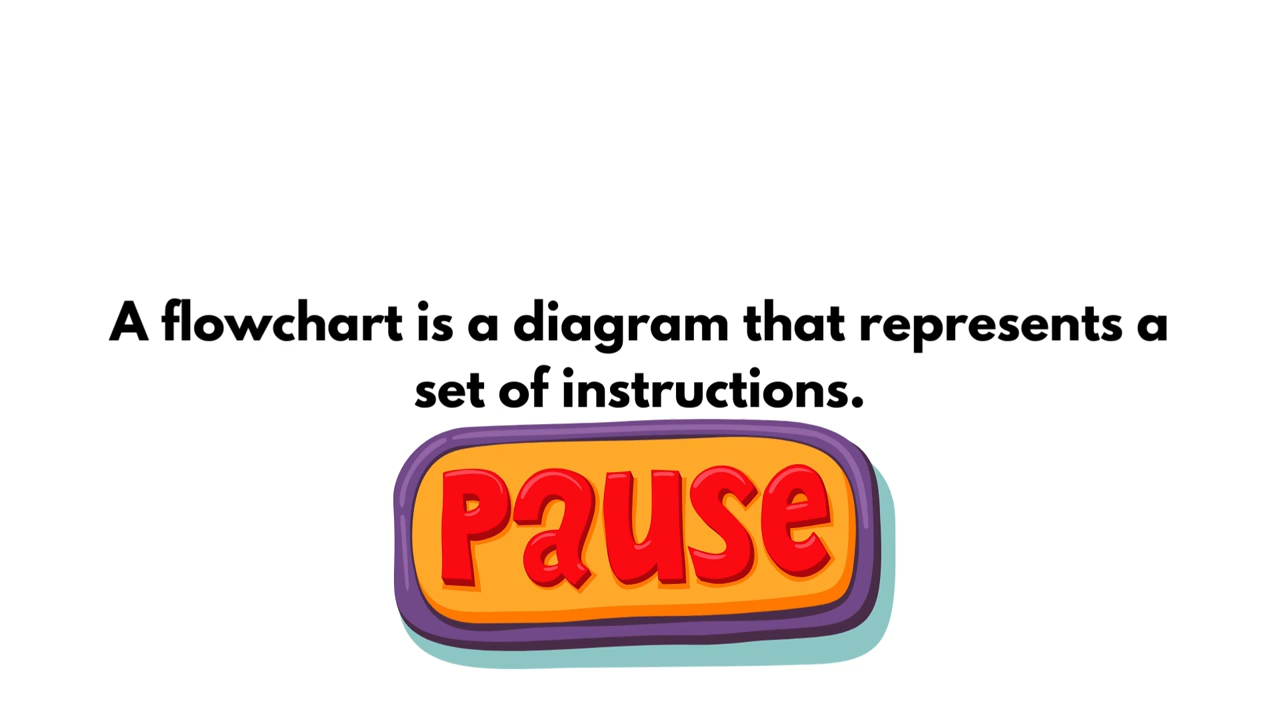 A flowchart is a diagram that represents a
set of instructions.
Pause